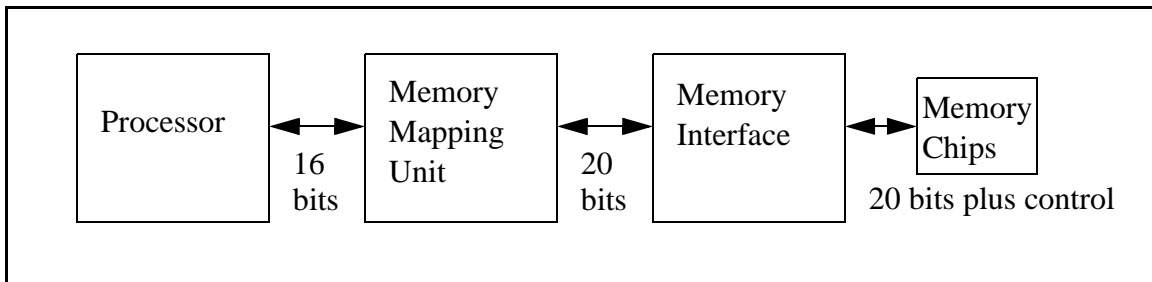 Processor
16
bits
Memory
Mapping
Unit
20
bits
Memory
Interface
Memory
Chips
20 bits plus control